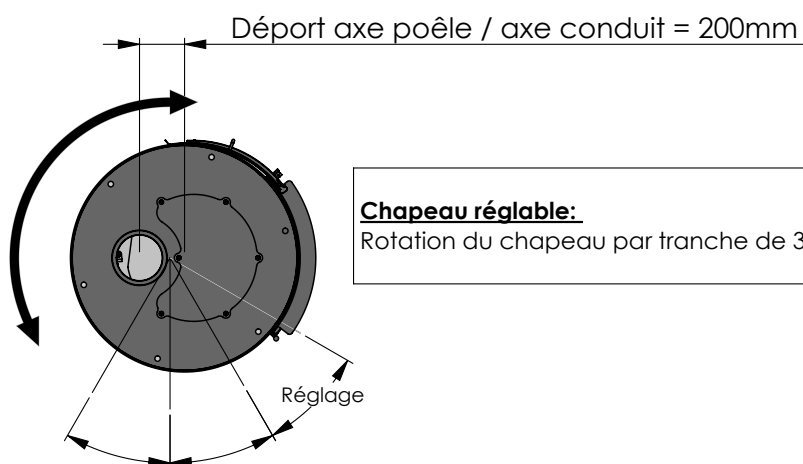 Déport axe poêle / axe conduit = 200mm
Chapeau réglable:
Rotation du chapeau par tranche de 3
Réglage